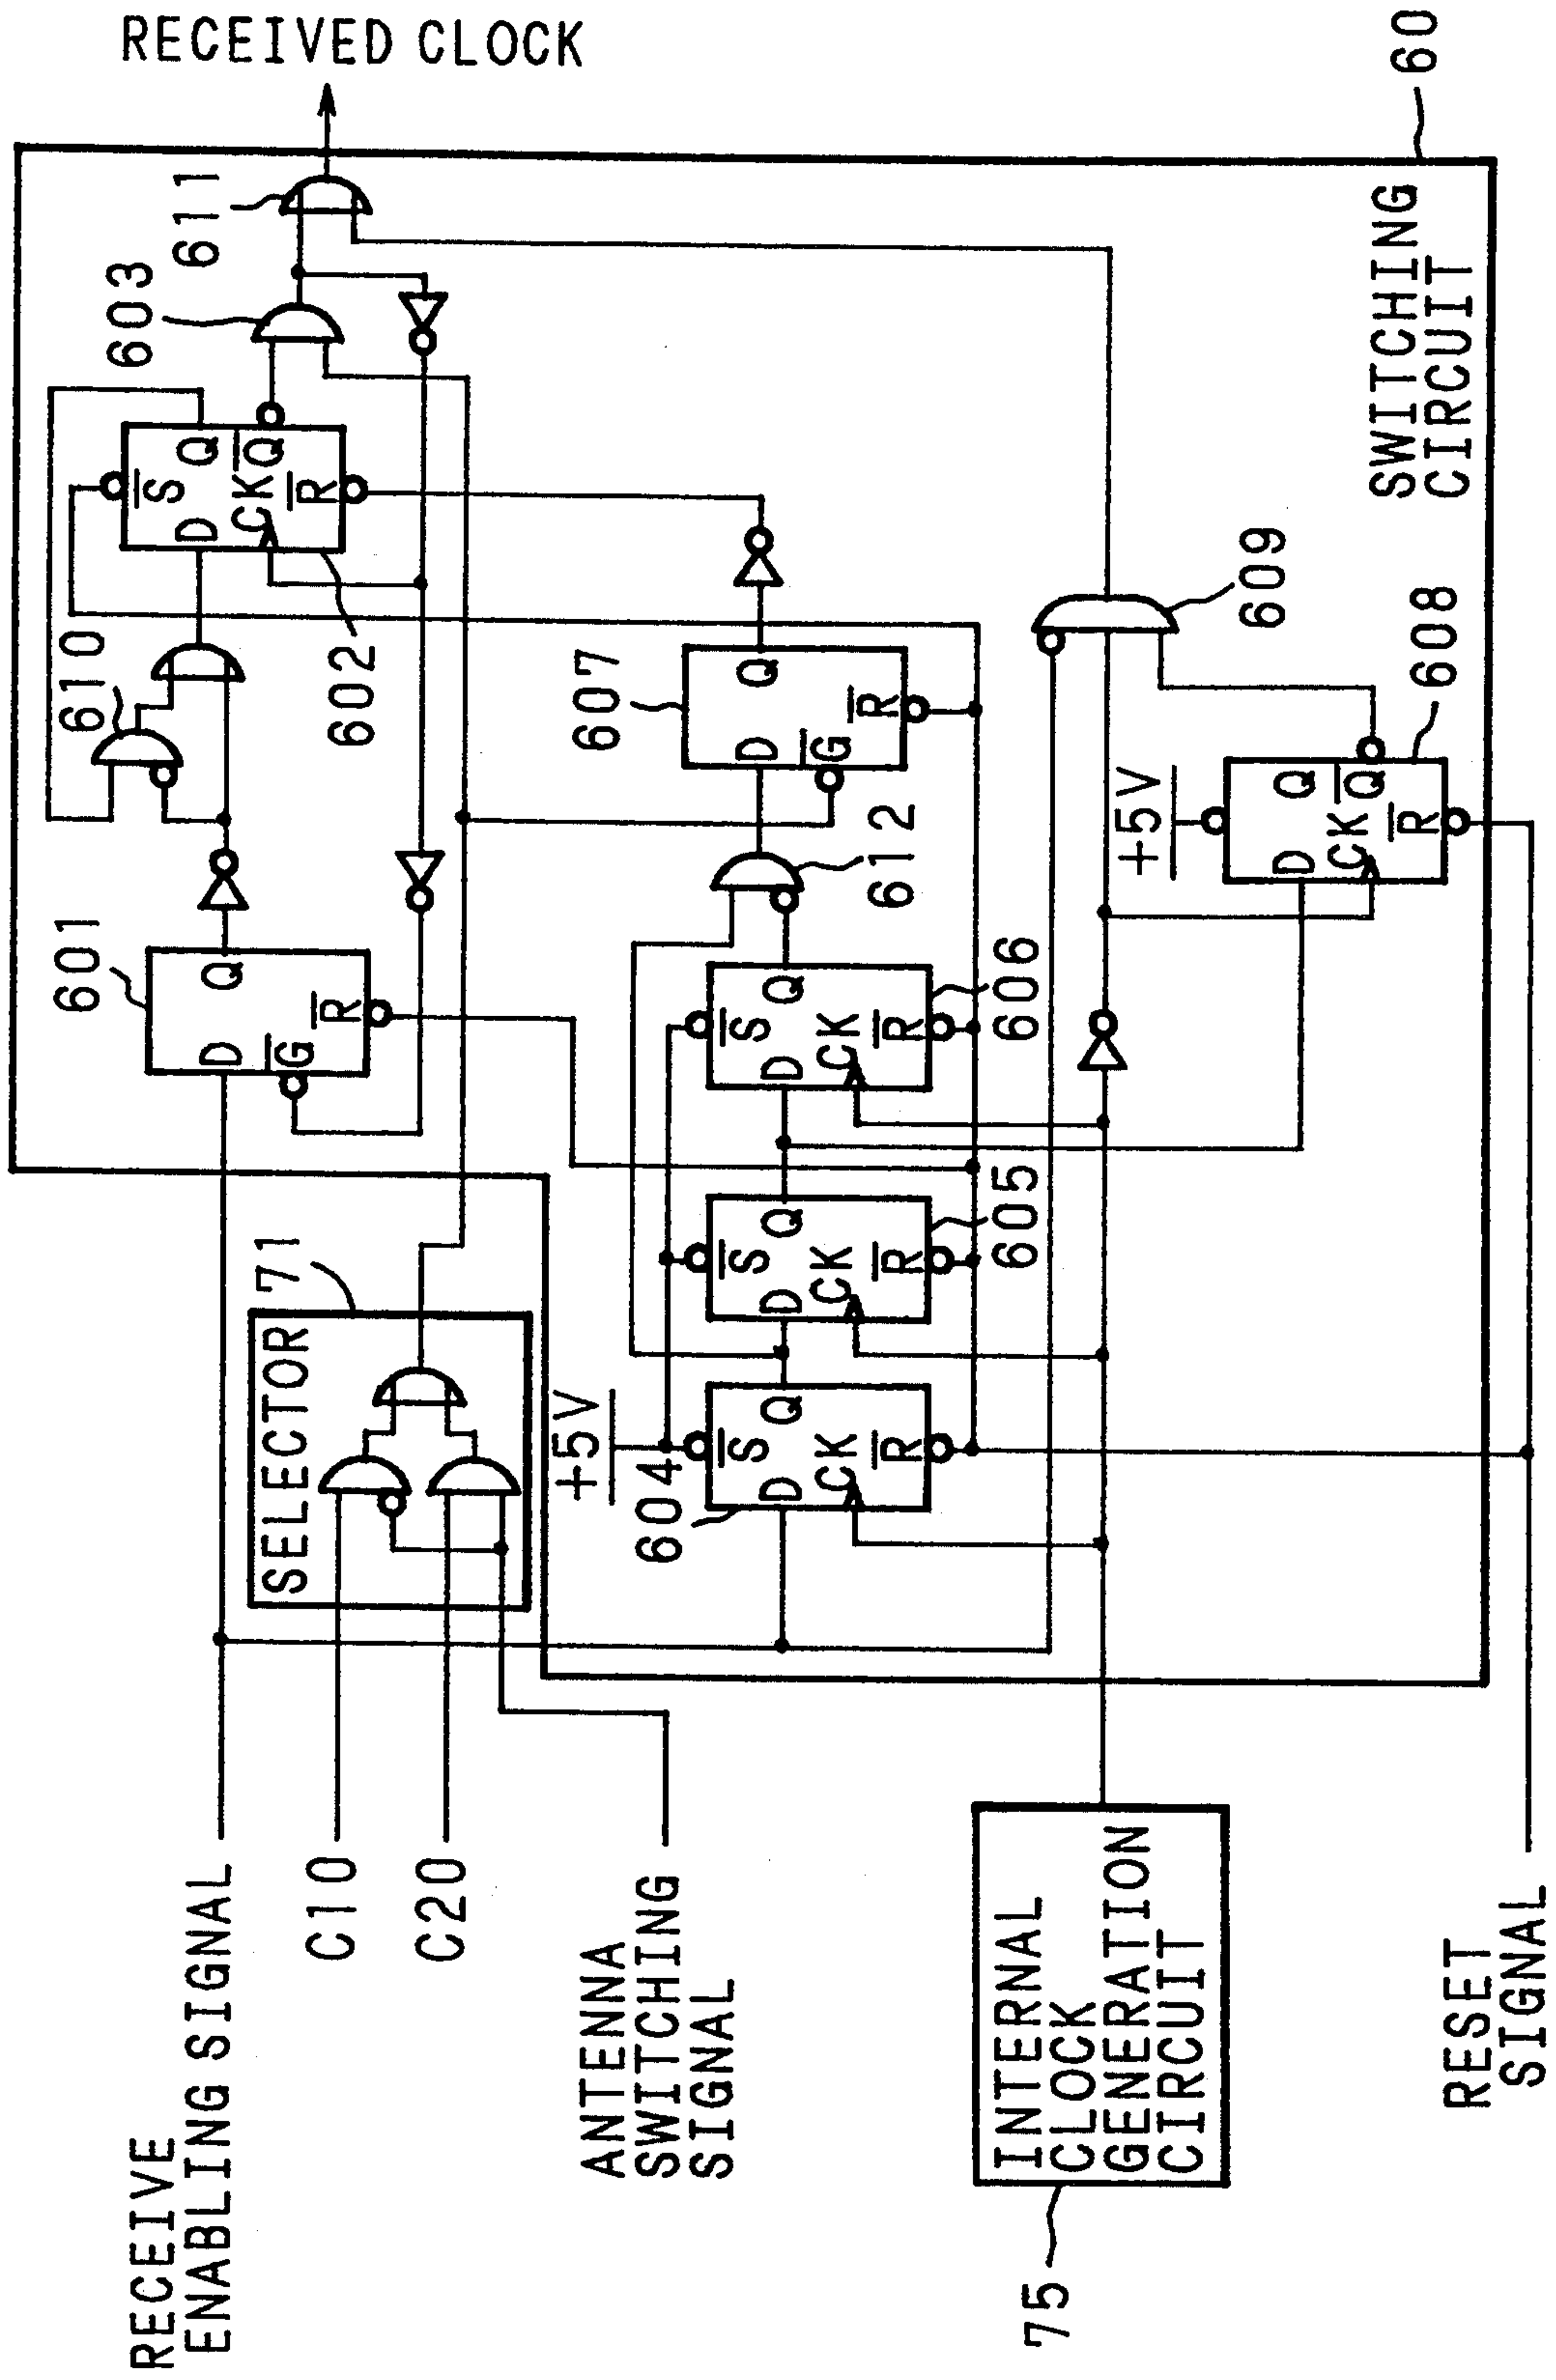 RECEIVE
ENABLING SIGNAL
C10
C20
ANTENNA
SWITCHING
SIGNAL
INTERNAL
CLOCK
GENERATION
CIRCUIT
75
RESET
SIGNAL
SELECTOR
71
601
D
Q
G
R
610
602
S
D
Q
CK
Q
R
603
611
RECEIVED CLOCK
+5V
604
S
D
Q
CK
R
605
S
D
Q
CK
R
606
S
D
Q
CK
R
612
607
D
Q
G
R
609
+5V
608
D
Q
CK
Q
R
SWITCHING
CIRCUIT
60